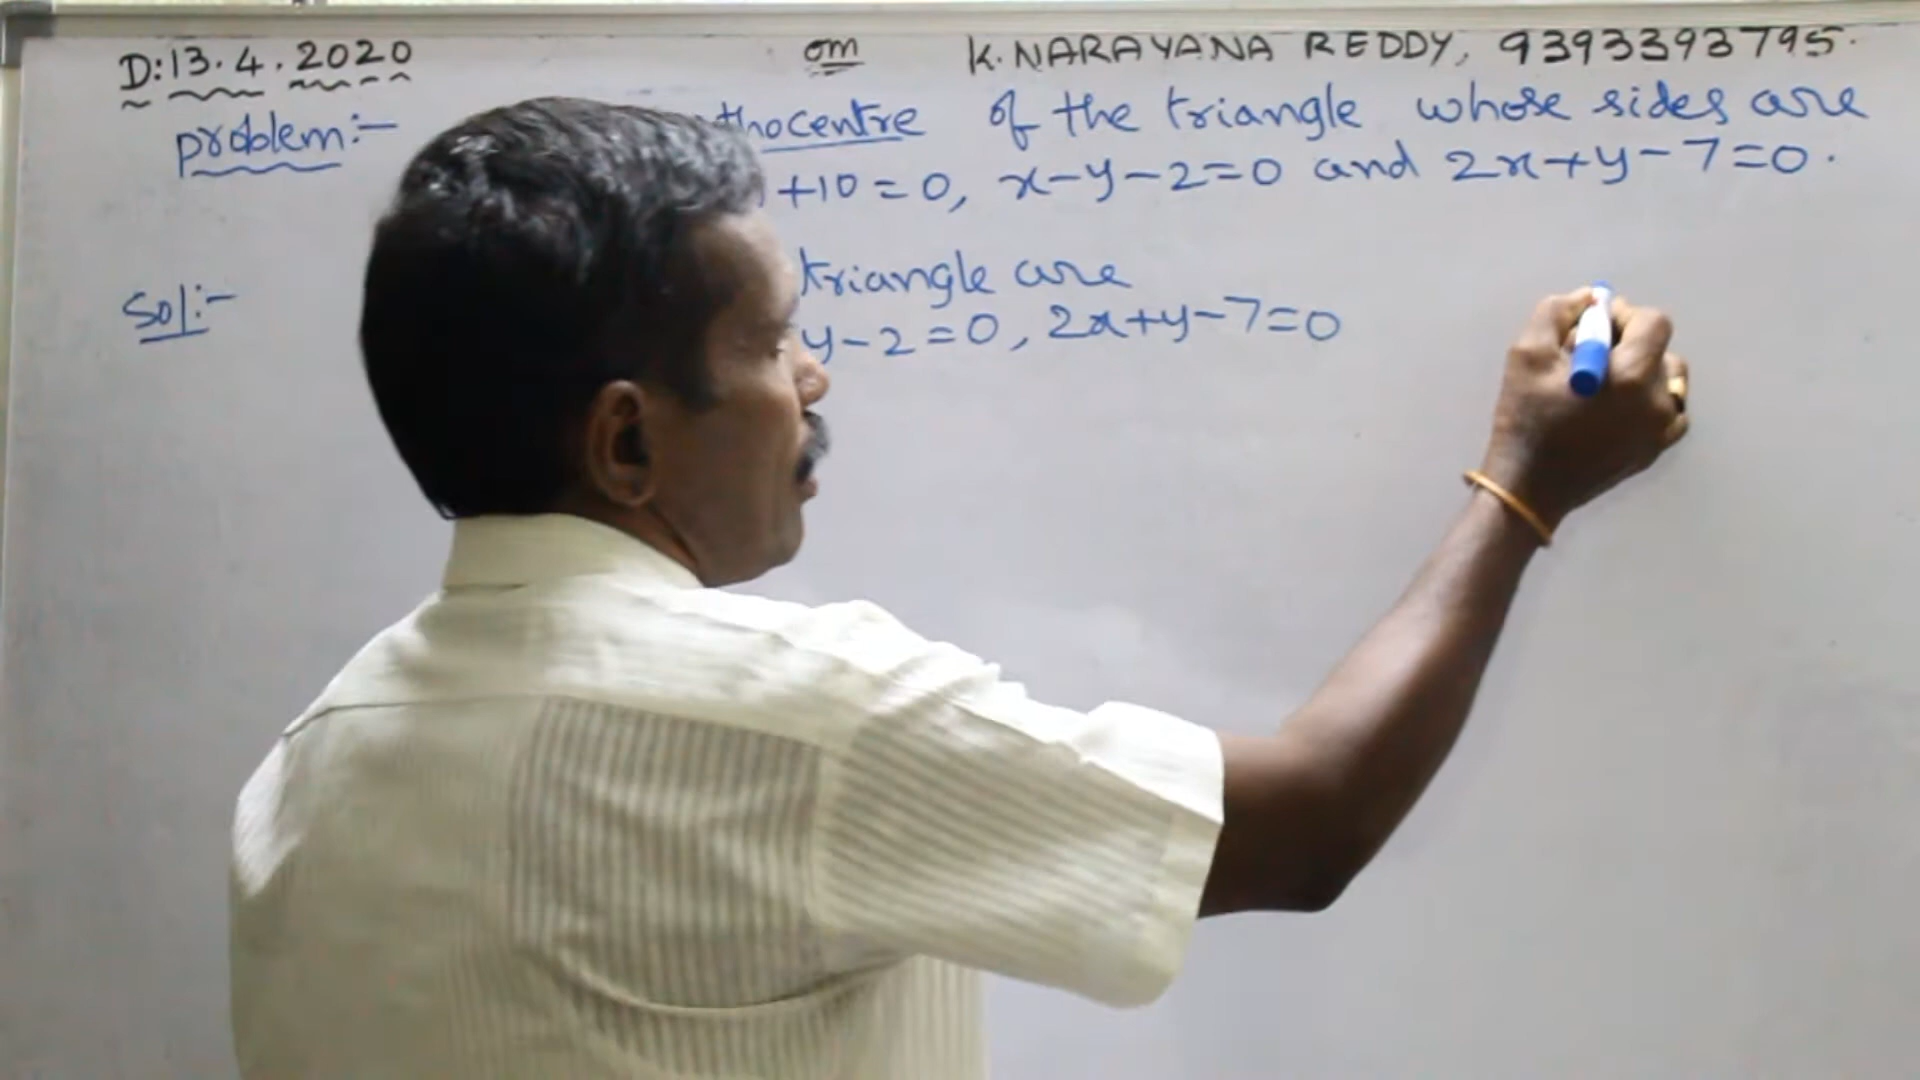 D:13.4.2020 om K.NARAYANA REDDY, 9393393795.
problem:- thocentre of the triangle whose sides are
+10=0, x-y-2=0 and 2x+y-7=0.
Sol:- triangle are
y-2=0, 2x+y-7=0